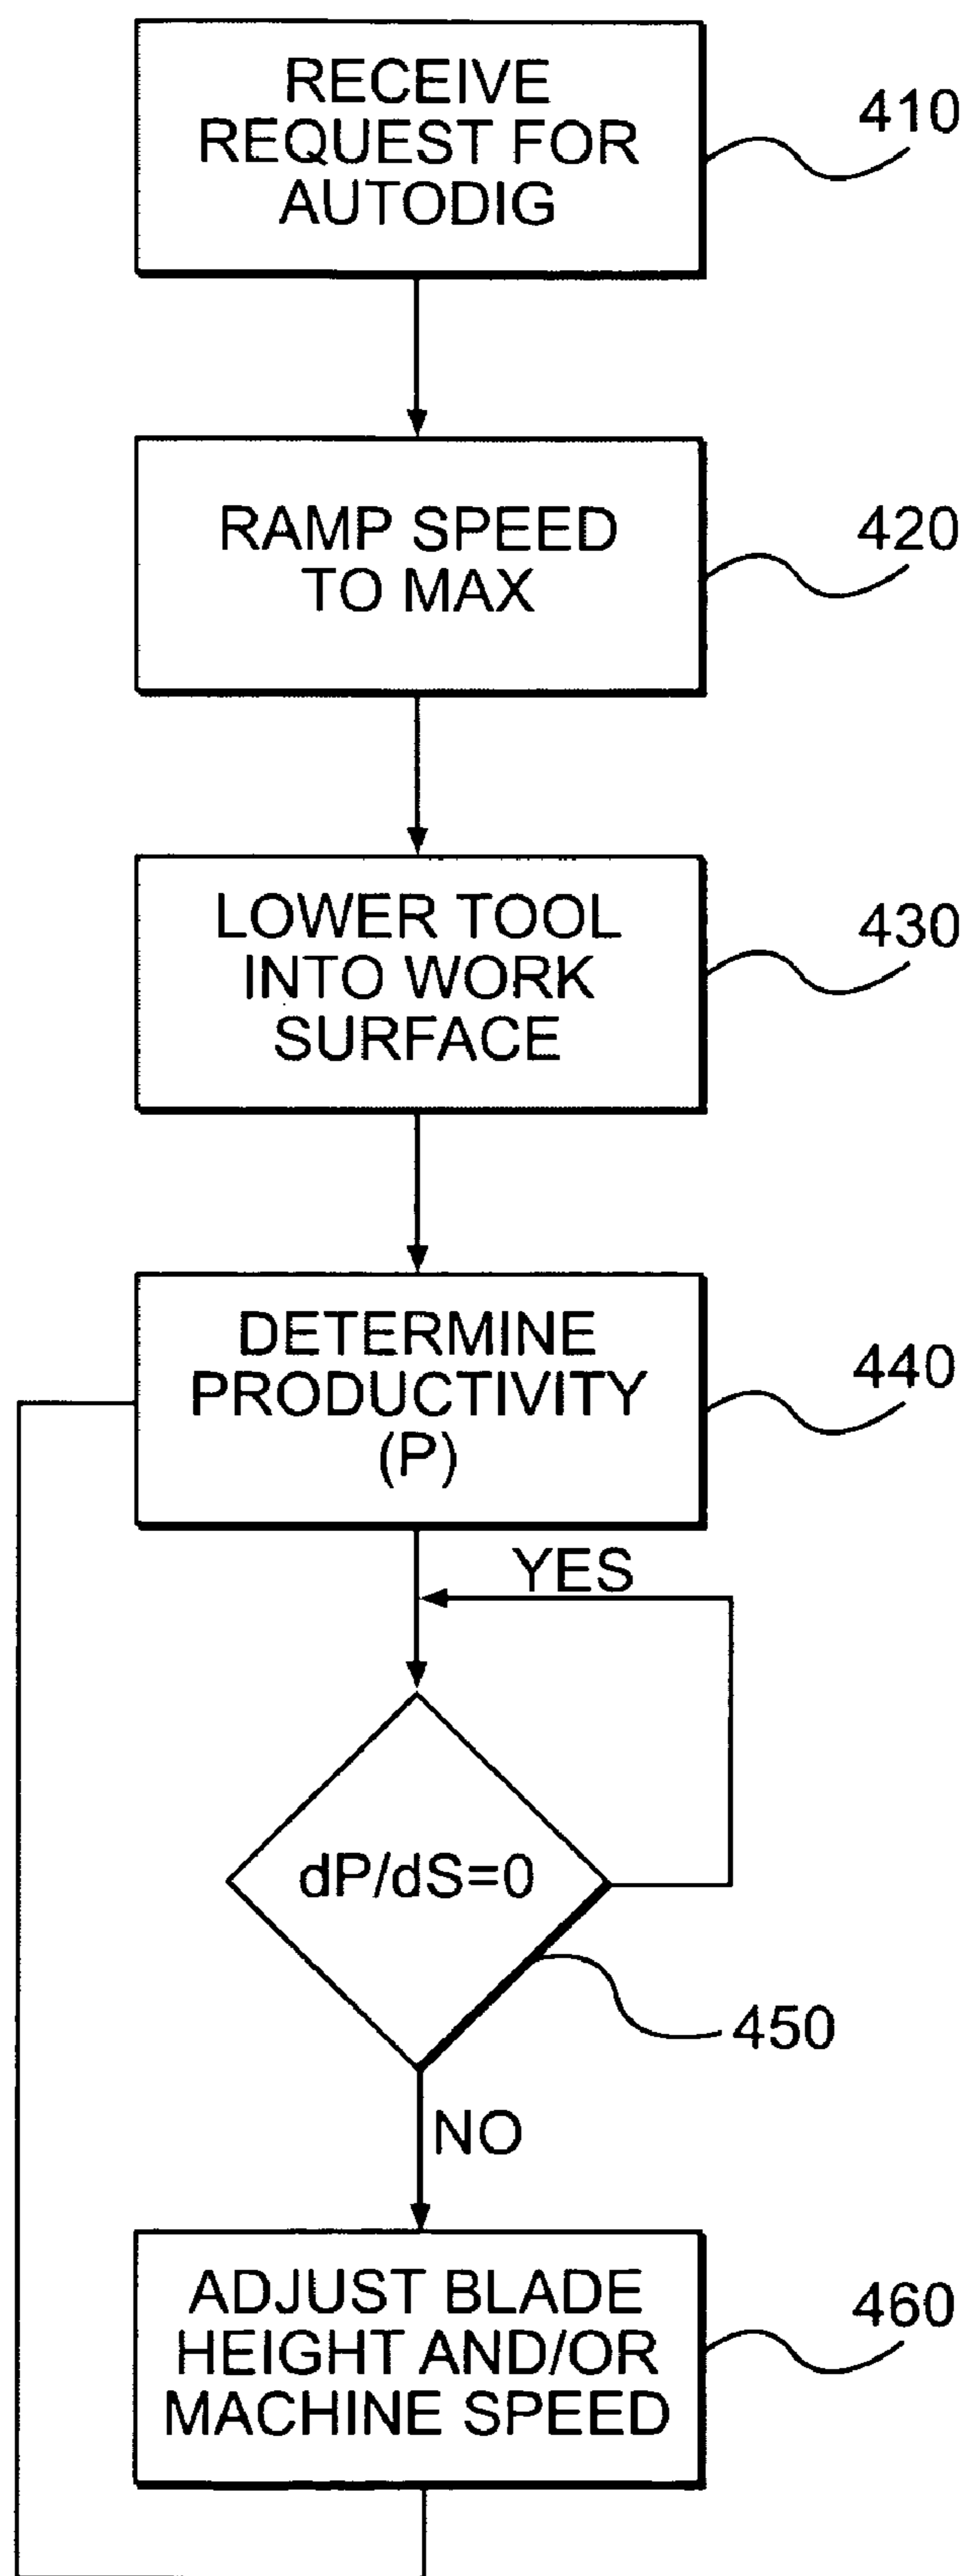 RECEIVE
REQUEST FOR
AUTODIG
410
RAMP SPEED
TO MAX
420
LOWER TOOL
INTO WORK
SURFACE
430
DETERMINE
PRODUCTIVITY
(P)
440
YES
dP/dS=0
450
NO
ADJUST BLADE
HEIGHT AND/OR
MACHINE SPEED
460